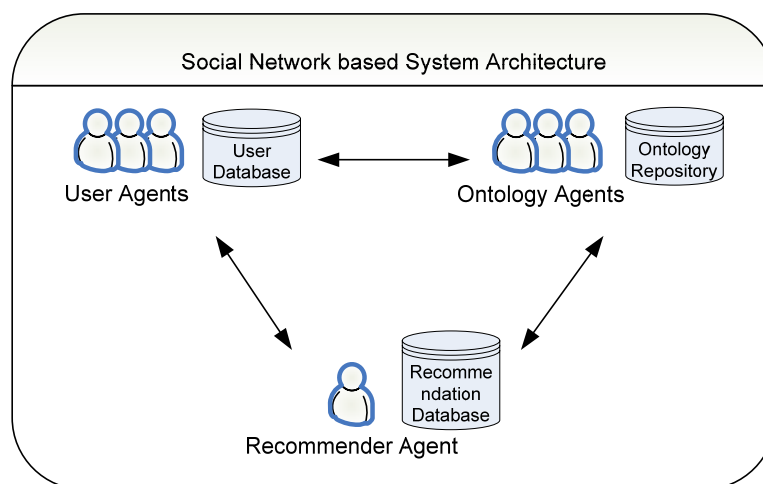 Social Network based System Architecture
User
Database
User Agents
Ontology
Repository
Ontology Agents
Recomme
ndation
Database
Recommender Agent